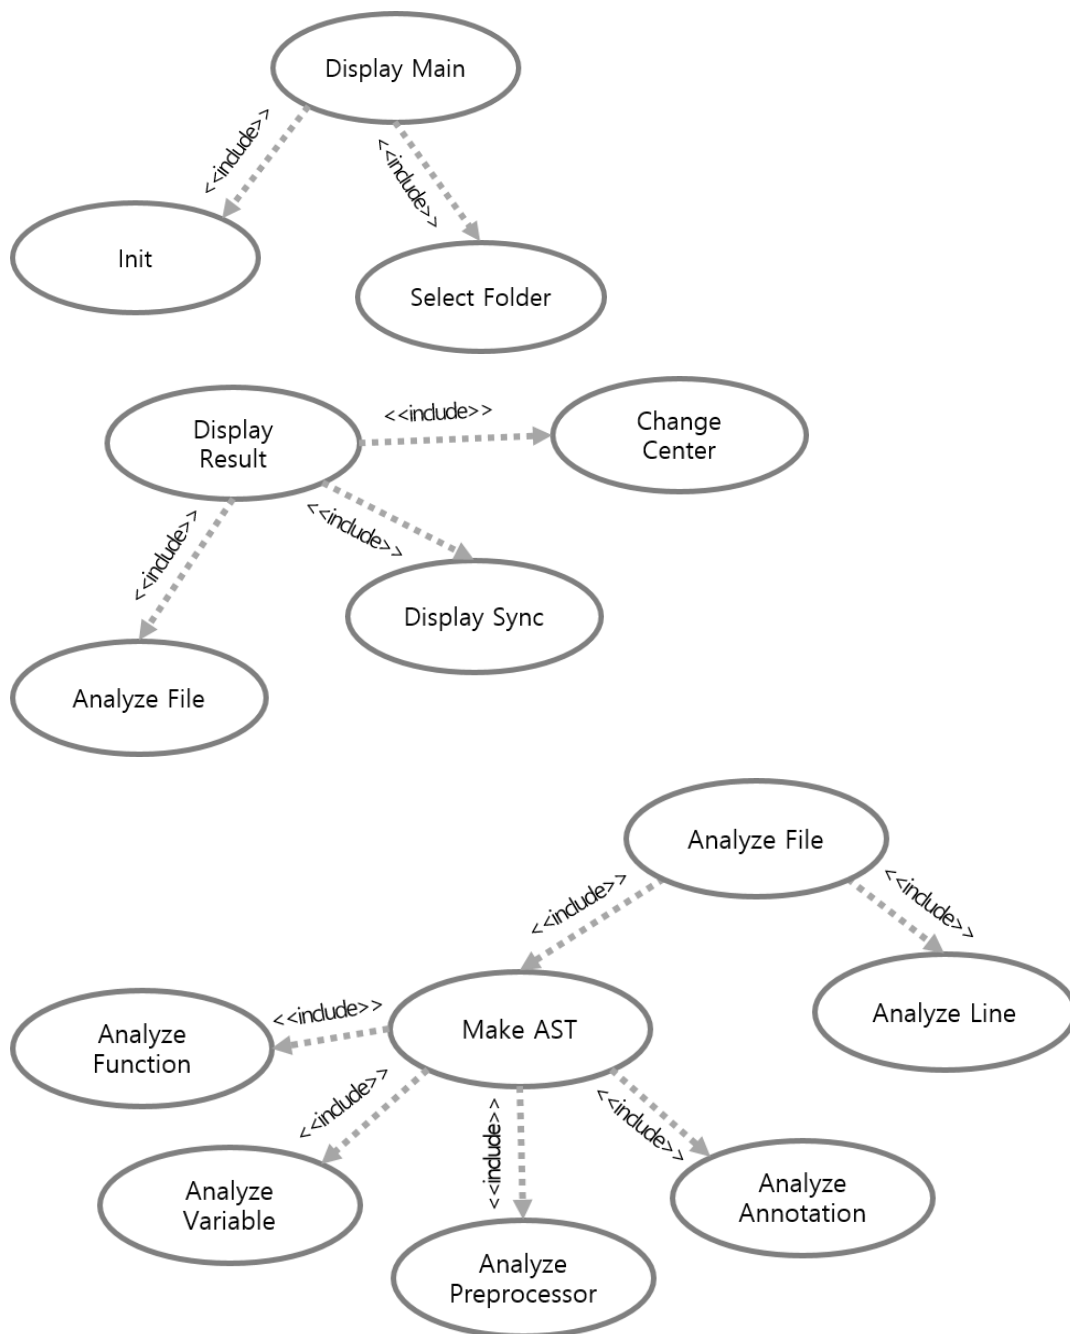 Display Main
<<include>>
<<include>>
Init
Select Folder
Display
Result
<<include>>
Change
Center
<<include>>
<<include>>
Display Sync
Analyze File
Analyze File
<<include>>
<<include>>
Analyze Line
Make AST
<<include>>
Analyze
Function
<<include>>
<<include>>
<<include>>
Analyze
Variable
Analyze
Annotation
Analyze
Preprocessor